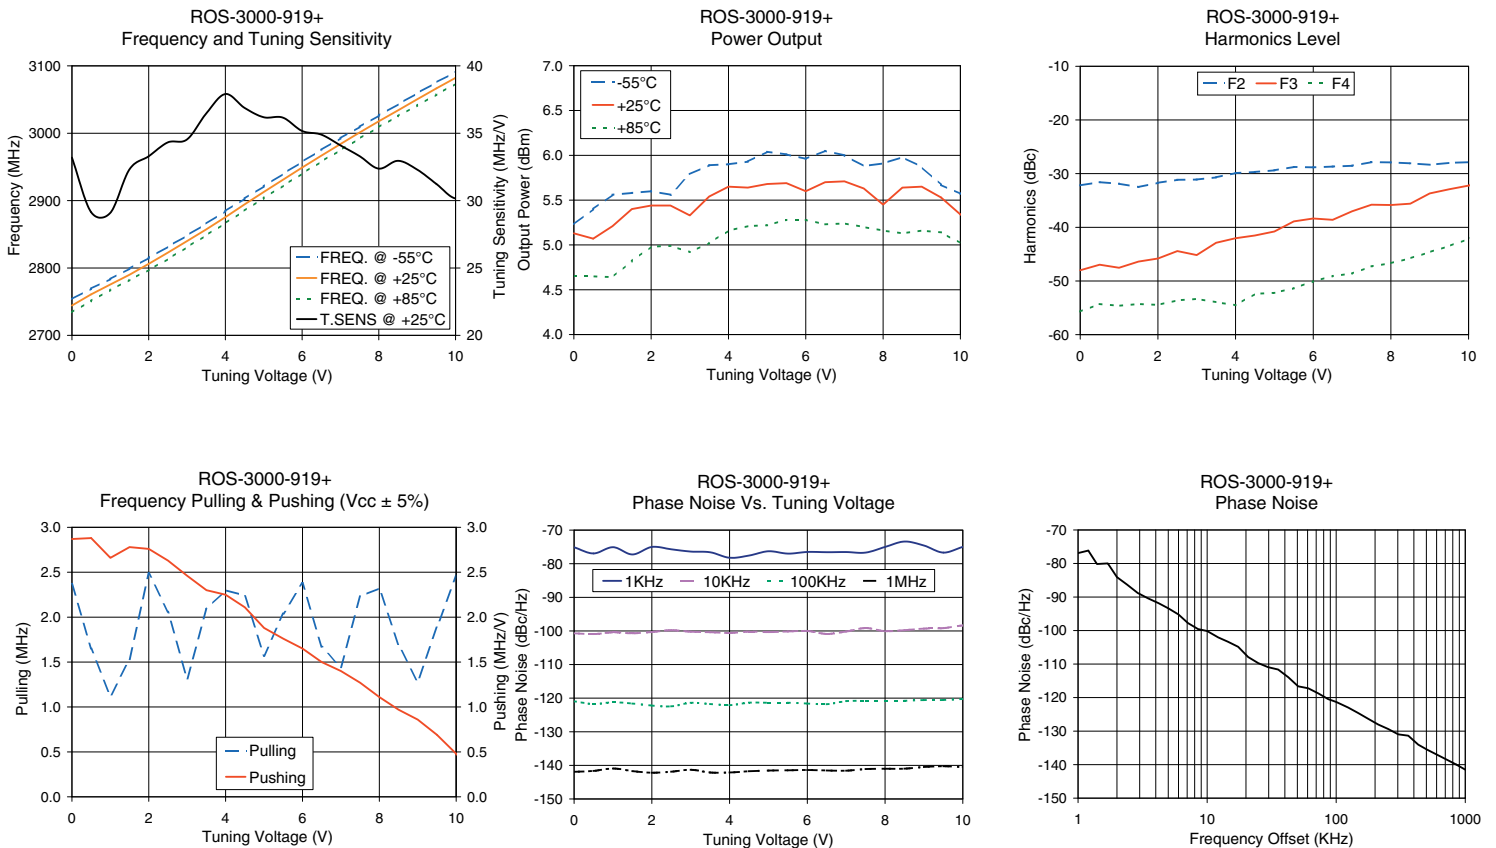 ROS-3000-919+
Frequency and Tuning Sensitivity
3100
3000
2900
2800
2700
40
35
30
25
20
0 2 4 6 8 10
Frequency (MHz)
Tuning Sensitivity (MHz/V)
Tuning Voltage (V)
FREQ. @ -55°C
FREQ. @ +25°C
FREQ. @ +85°C
T.SENS @ +25°C
ROS-3000-919+
Power Output
7.0
6.5
6.0
5.5
5.0
4.5
4.0
0 2 4 6 8 10
Output Power (dBm)
Tuning Voltage (V)
-55°C
+25°C
+85°C
ROS-3000-919+
Harmonics Level
-10
-20
-30
-40
-50
-60
0 2 4 6 8 10
Harmonics (dBc)
Tuning Voltage (V)
F2 F3 F4
ROS-3000-919+
Frequency Pulling & Pushing (Vcc ± 5%)
3.0
2.5
2.0
1.5
1.0
0.5
0.0
3.0
2.5
2.0
1.5
1.0
0.5
0.0
0 2 4 6 8 10
Pulling (MHz)
Pushing (MHz/V)
Tuning Voltage (V)
Pulling
Pushing
ROS-3000-919+
Phase Noise Vs. Tuning Voltage
-70
-80
-90
-100
-110
-120
-130
-140
-150
0 2 4 6 8 10
Phase Noise (dBc/Hz)
Tuning Voltage (V)
1KHz 10KHz 100KHz 1MHz
ROS-3000-919+
Phase Noise
-70
-80
-90
-100
-110
-120
-130
-140
-150
1 10 100 1000
Phase Noise (dBc/Hz)
Frequency Offset (KHz)